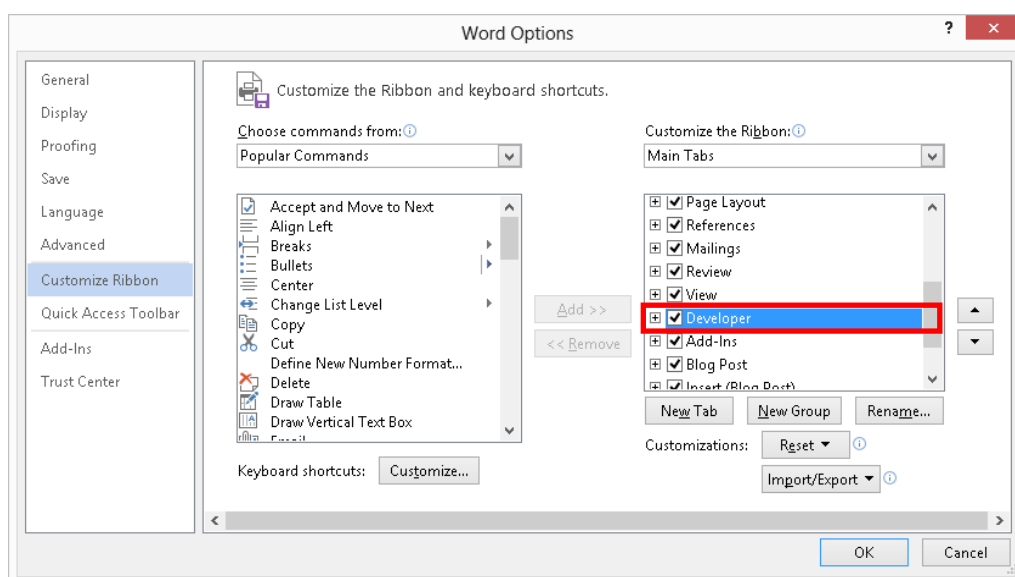 Word Options
?
General
Display
Proofing
Save
Language
Advanced
Customize Ribbon
Quick Access Toolbar
Add-Ins
Trust Center
Customize the Ribbon and keyboard shortcuts.
Choose commands from:
Popular Commands
Accept and Move to Next
Align Left
Breaks
Bullets
Center
Change List Level
Copy
Cut
Define New Number Format...
Delete
Draw Table
Draw Vertical Text Box
Email
Keyboard shortcuts: Customize...
Add >>
<< Remove
Customize the Ribbon:
Main Tabs
Page Layout
References
Mailings
Review
View
Developer
Add-Ins
Blog Post
Insert (Blog Post)
New Tab New Group Rename...
Customizations: Reset
Import/Export
OK Cancel